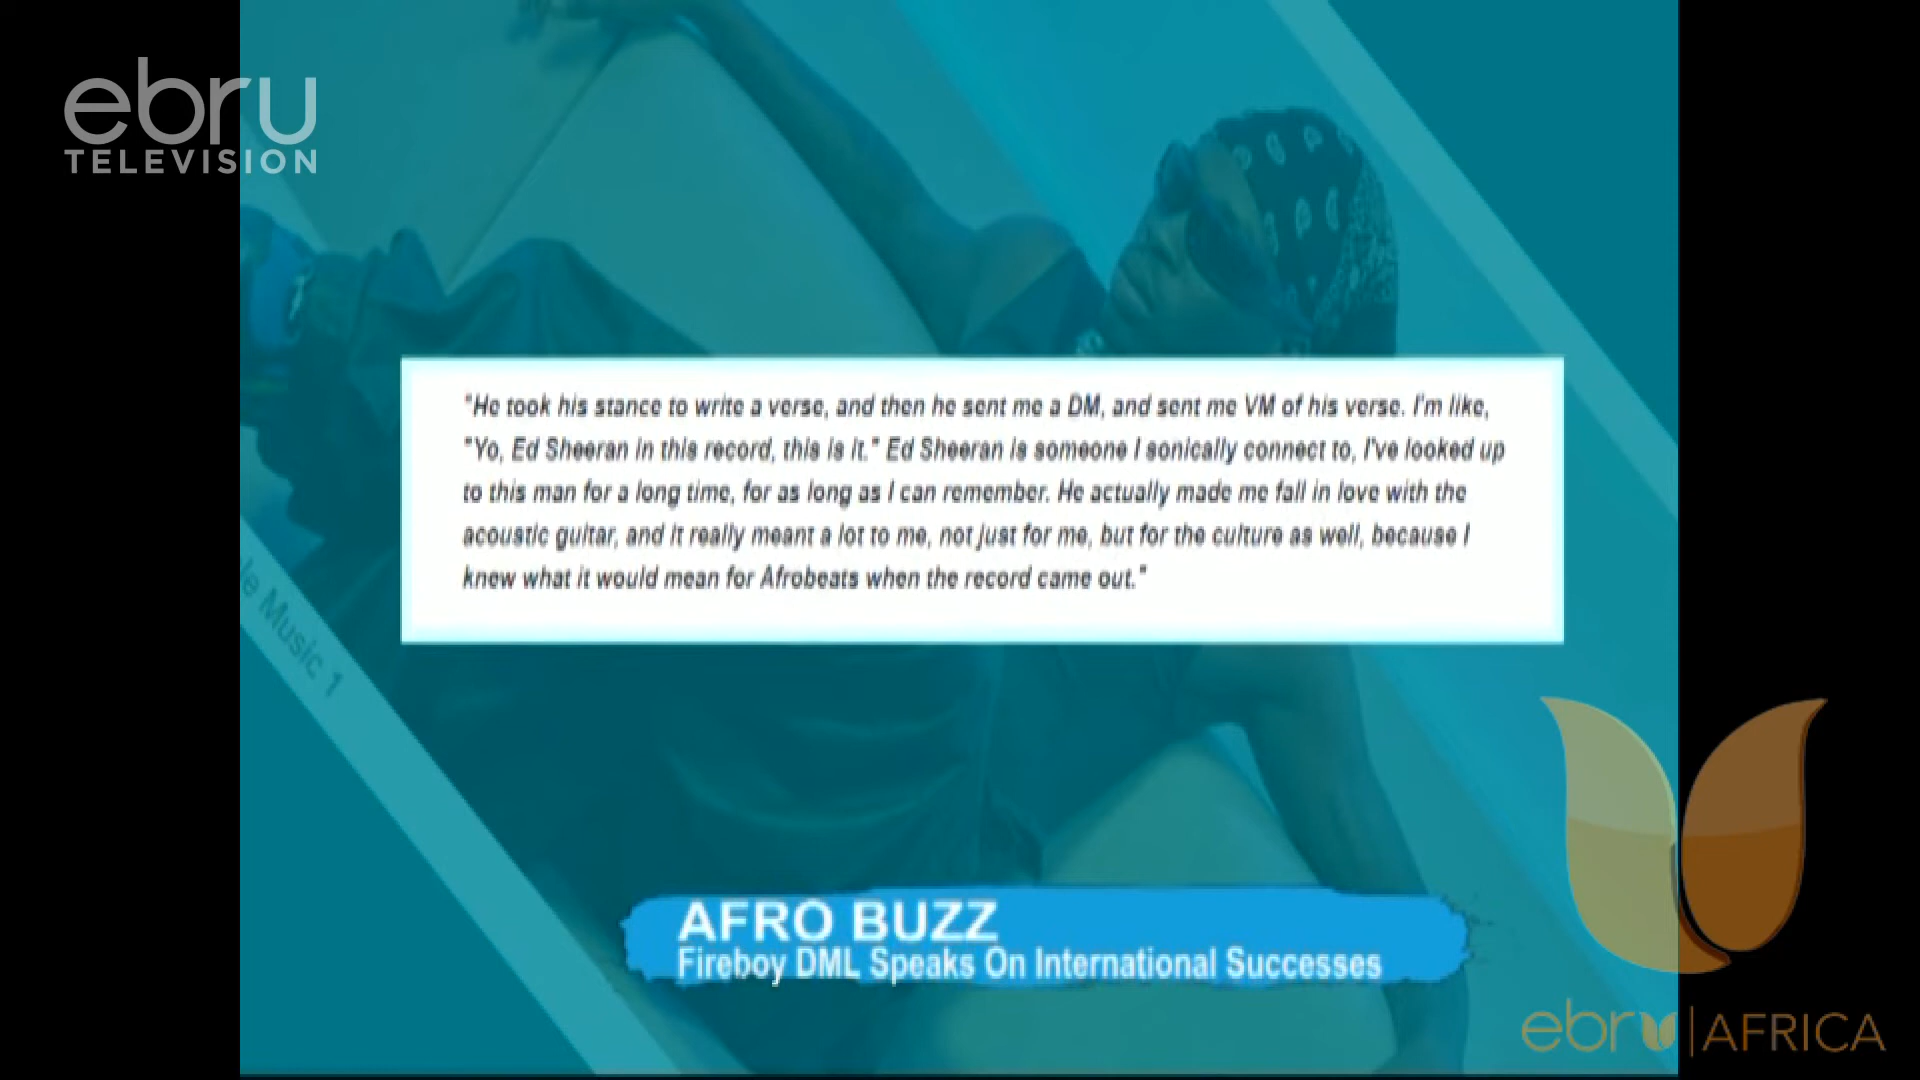 ebru
TELEVISION
"He took his stance to write a verse, and then he sent me a DM, and sent me VM of his verse. I'm like,
"Yo, Ed Sheeran in this record, this is it." Ed Sheeran is someone I sonically connect to, I've looked up
to this man for a long time, for as long as I can remember. He actually made me fall in love with the
acoustic guitar, and it really meant a lot to me, not just for me, but for the culture as well, because I
knew what it would mean for Afrobeats when the record came out."
le Music 1
AFRO BUZZ
Fireboy DML Speaks On International Successes
ebru | AFRICA